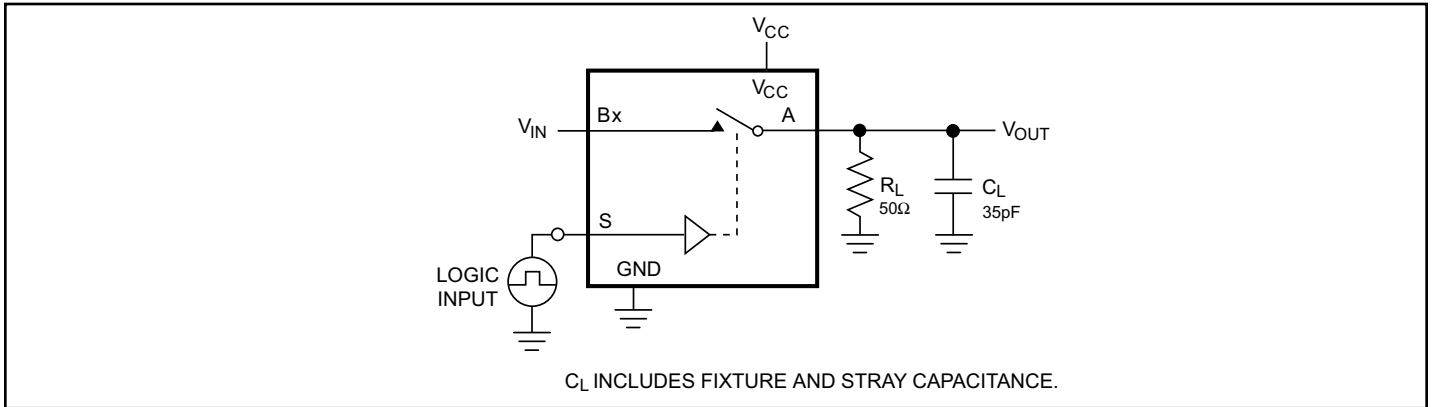 VCC
VCC
VIN
Bx
A
VOUT
RL
50Ω
CL
35pF
S
LOGIC
INPUT
GND
CL INCLUDES FIXTURE AND STRAY CAPACITANCE.